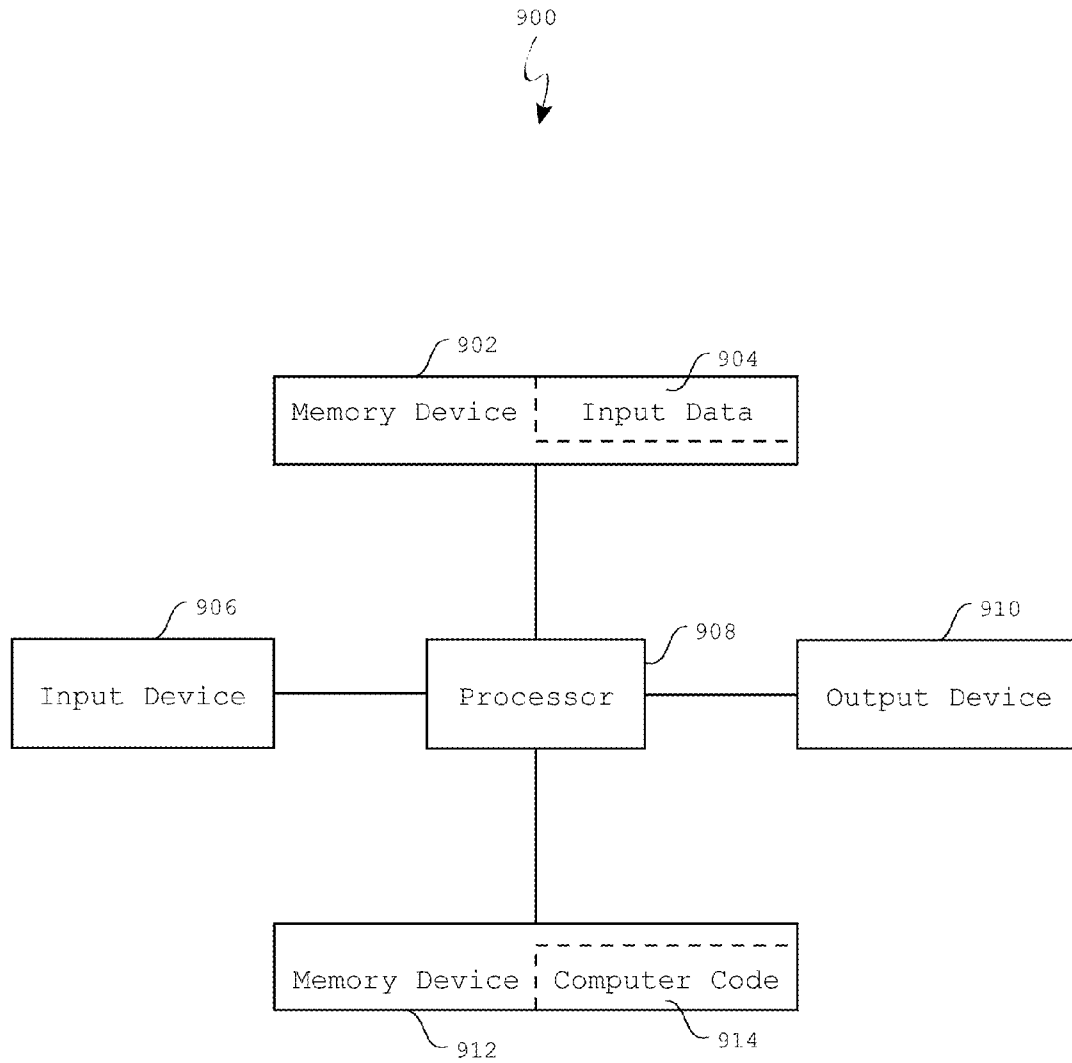 900
902
904
Memory Device
Input Data
906
908
910
Input Device
Processor
Output Device
Memory Device
Computer Code
912
914